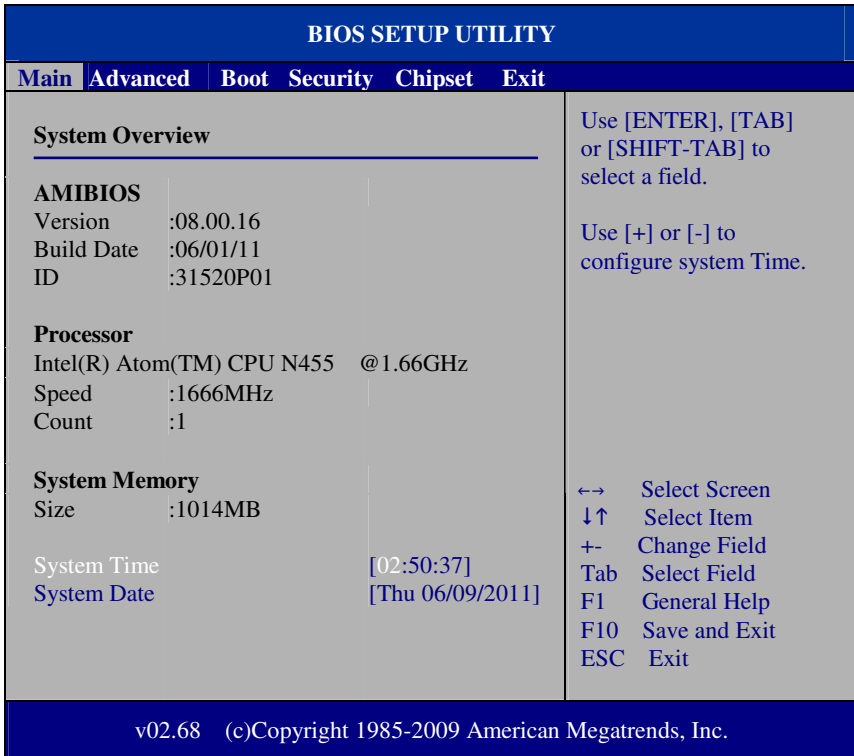 BIOS SETUP UTILITY
Main Advanced Boot Security Chipset Exit
System Overview
AMIBIOS
Version :08.00.16
Build Date :06/01/11
ID :31520P01
Processor
Intel(R) Atom(TM) CPU N455 @1.66GHz
Speed :1666MHz
Count :1
System Memory
Size :1014MB
System Time [02:50:37]
System Date [Thu 06/09/2011]
Use [ENTER], [TAB]
or [SHIFT-TAB] to
select a field.
Use [+] or [-] to
configure system Time.
←→ Select Screen
↓↑ Select Item
+- Change Field
Tab Select Field
F1 General Help
F10 Save and Exit
ESC Exit
v02.68 (c)Copyright 1985-2009 American Megatrends, Inc.